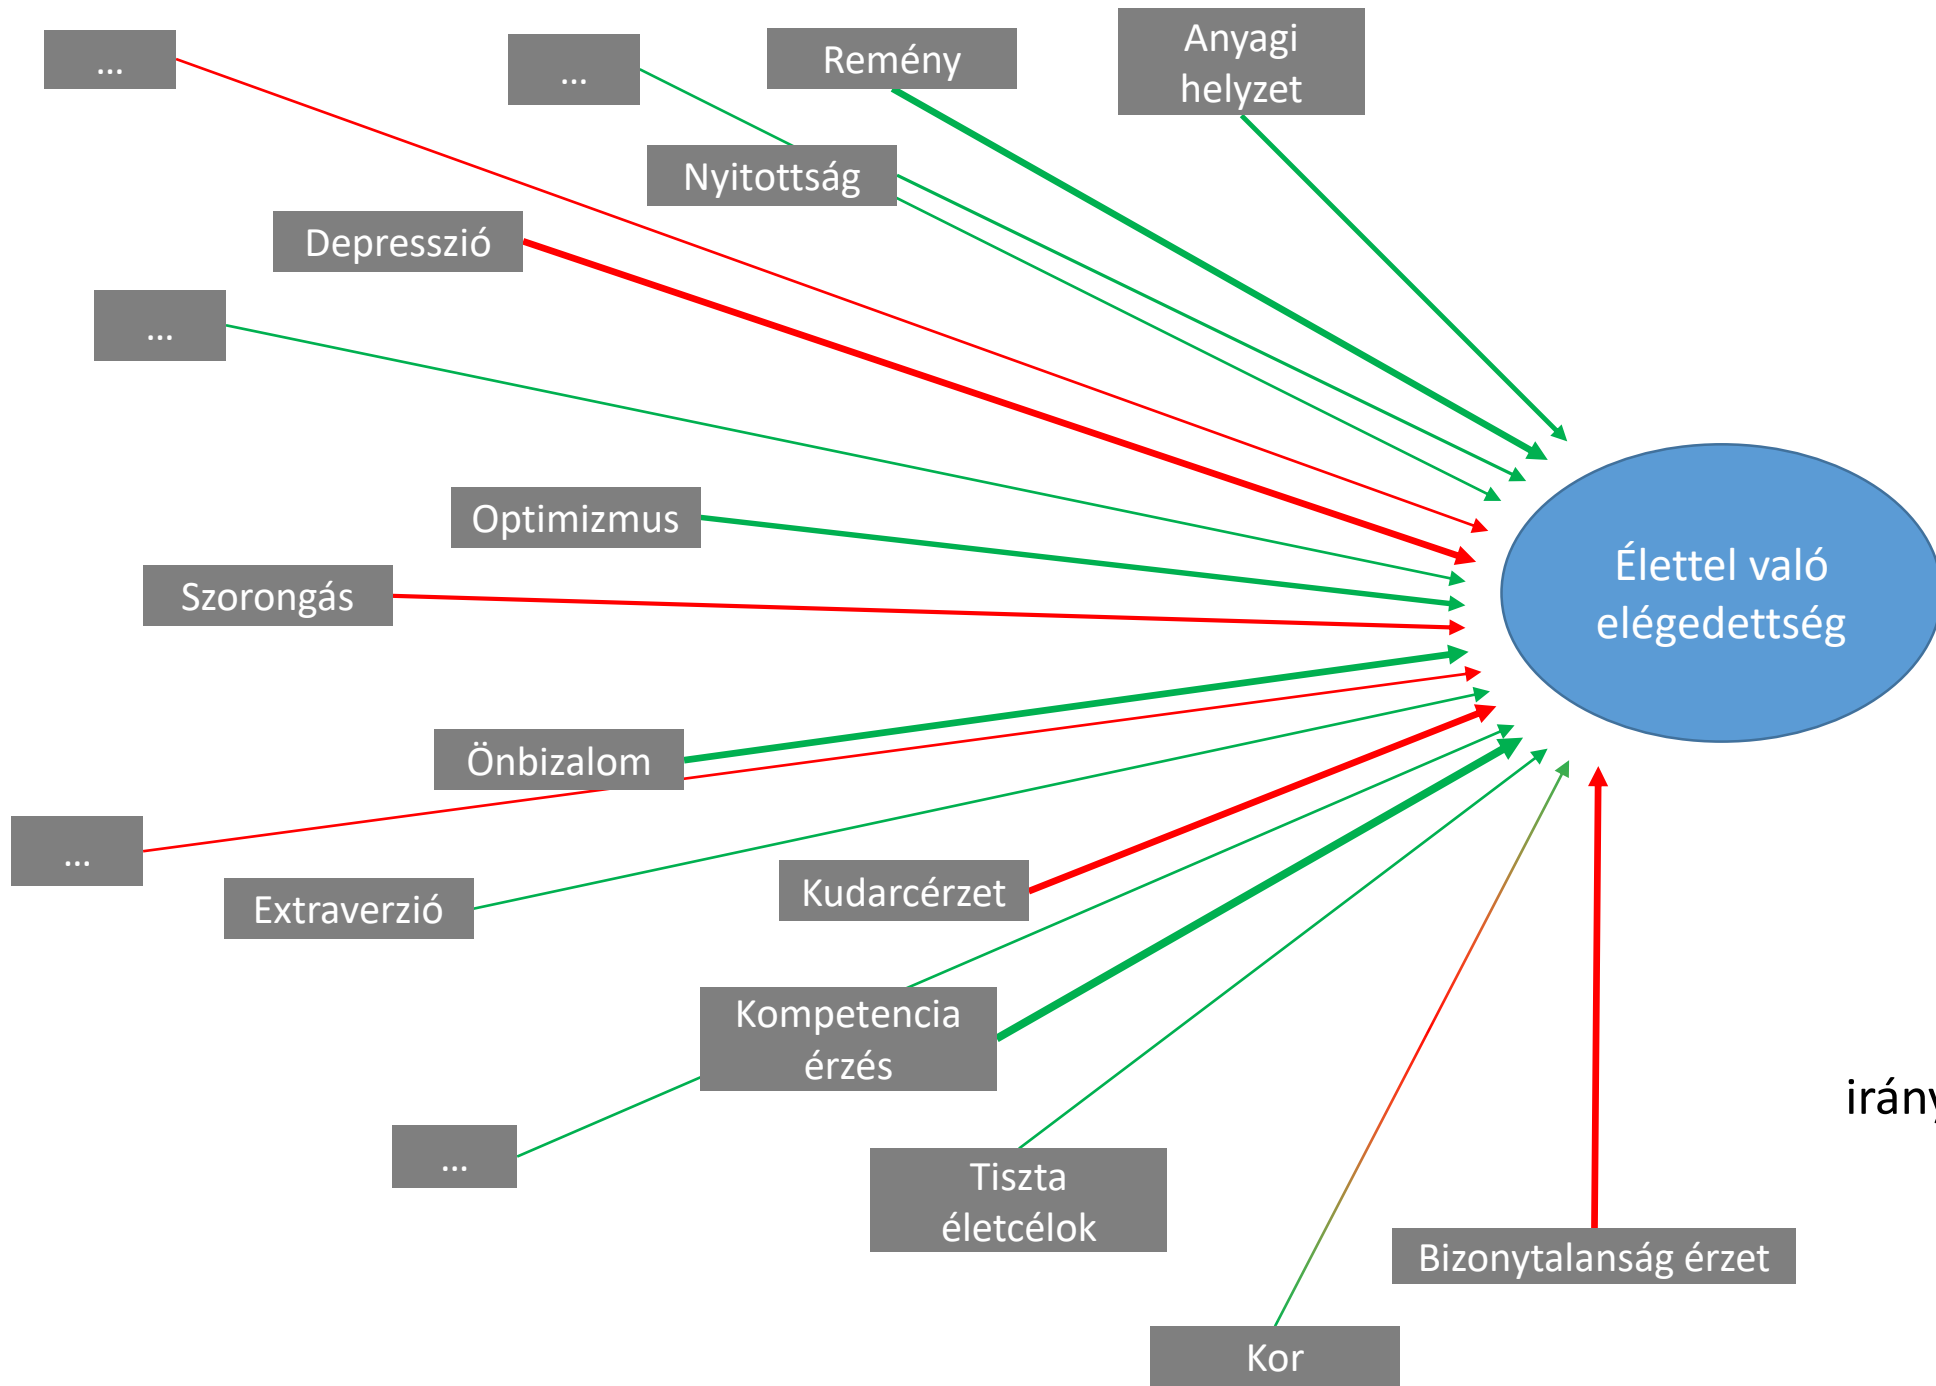 ...
...
Remény
Anyagi
helyzet
Nyitottság
Depresszió
...
Optimizmus
Szorongás
Élettel való
elégedettség
Önbizalom
...
Extraverzió
Kudarcérzet
Kompetencia
érzés
...
Tiszta
életcélok
irány
Bizonytalanság érzet
Kor